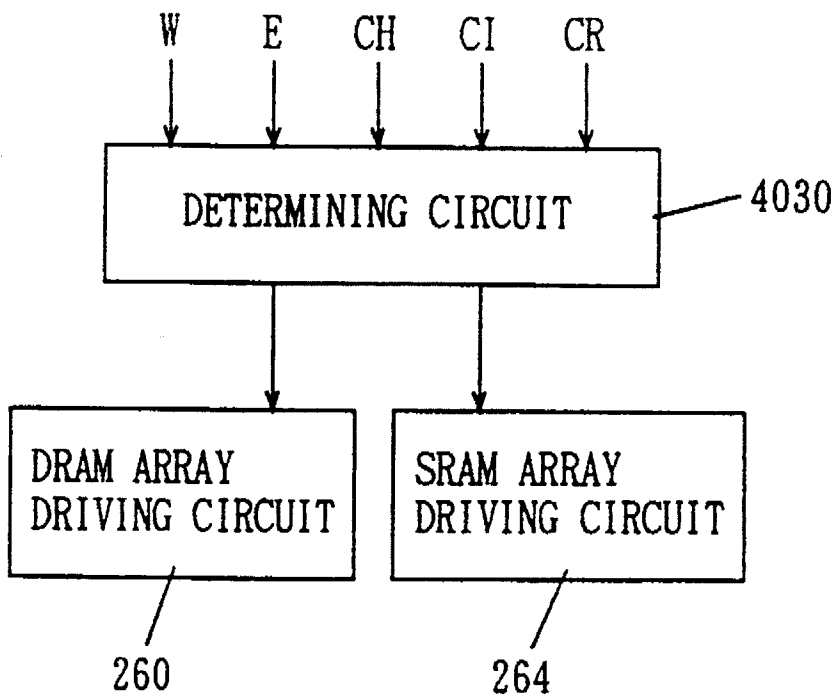 W E CH CI CR
DETERMINING CIRCUIT
4030
DRAM ARRAY
DRIVING CIRCUIT
SRAM ARRAY
DRIVING CIRCUIT
260
264